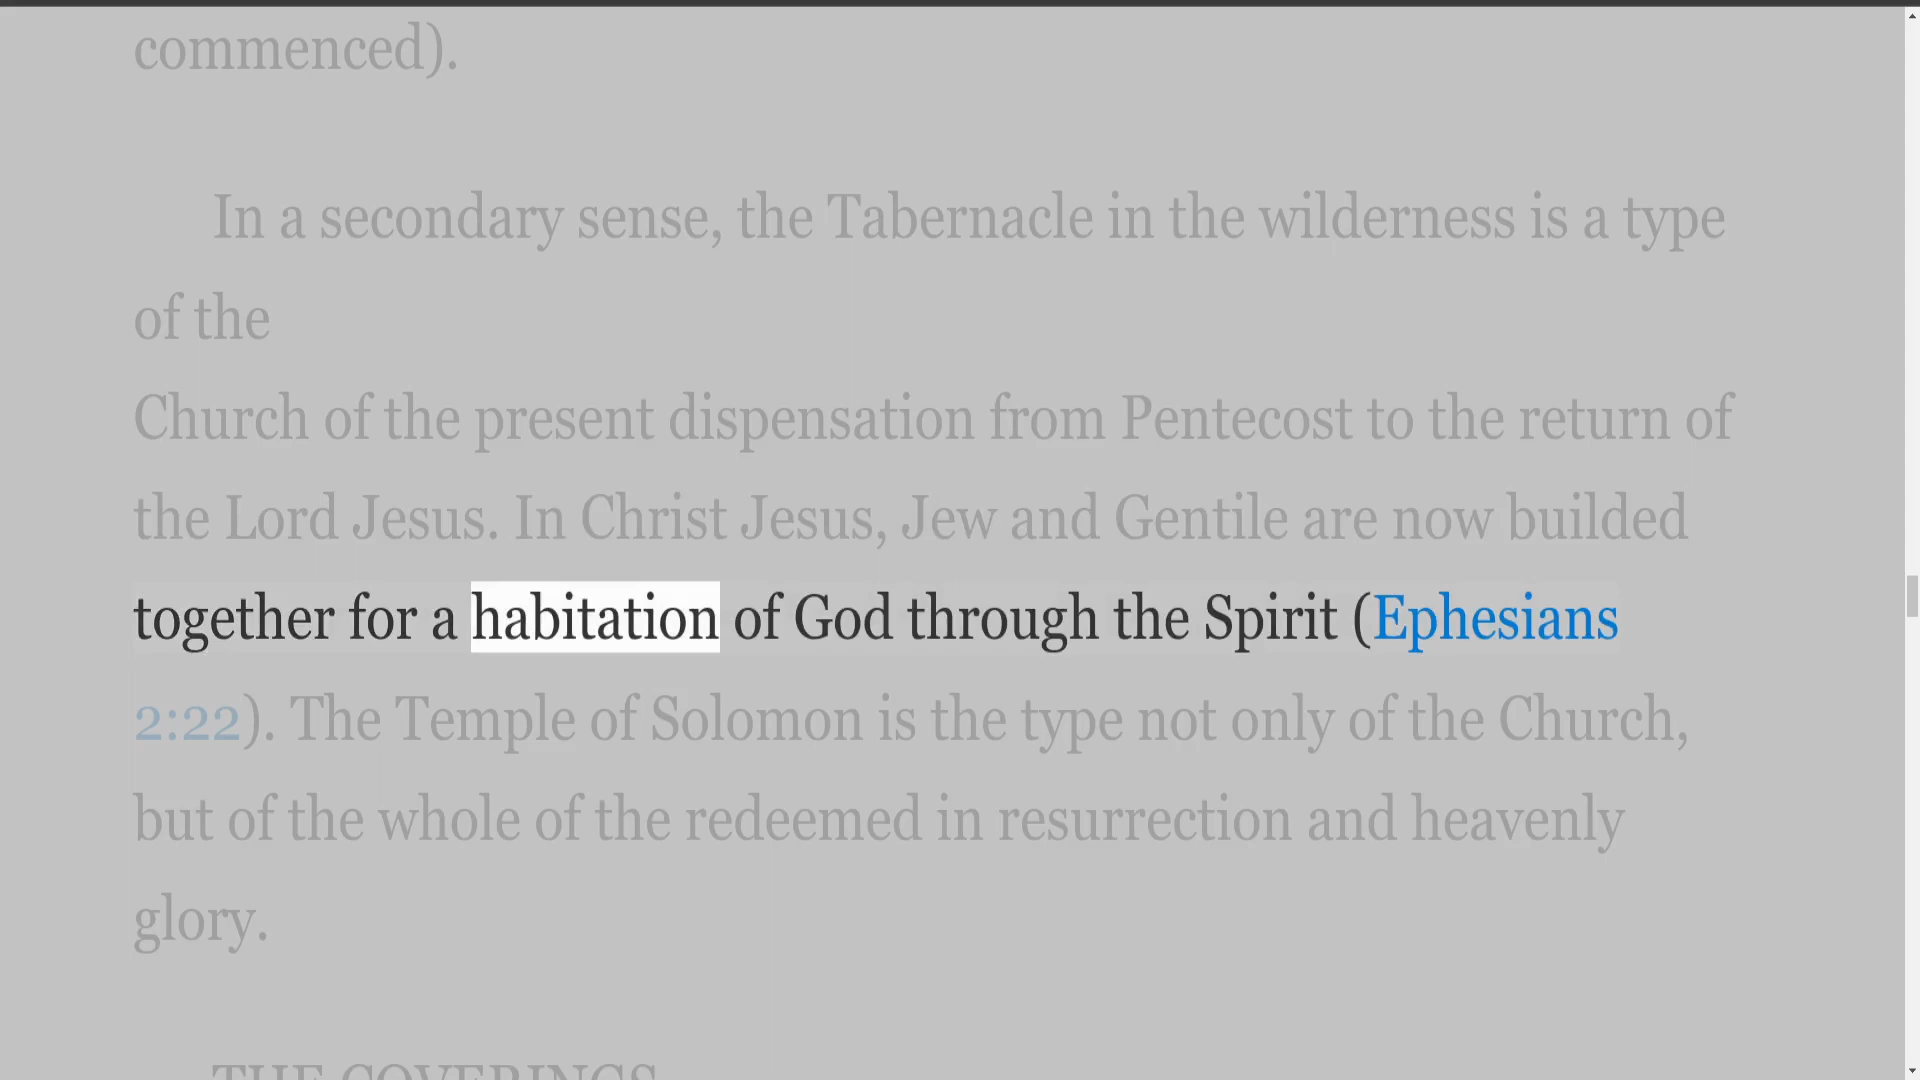 commenced).
In a secondary sense, the Tabernacle in the wilderness is a type
of the
Church of the present dispensation from Pentecost to the return of
the Lord Jesus. In Christ Jesus, Jew and Gentile are now builded
together for a habitation of God through the Spirit (Ephesians
2:22). The Temple of Solomon is the type not only of the Church,
but of the whole of the redeemed in resurrection and heavenly
glory.
THE COVERINGS